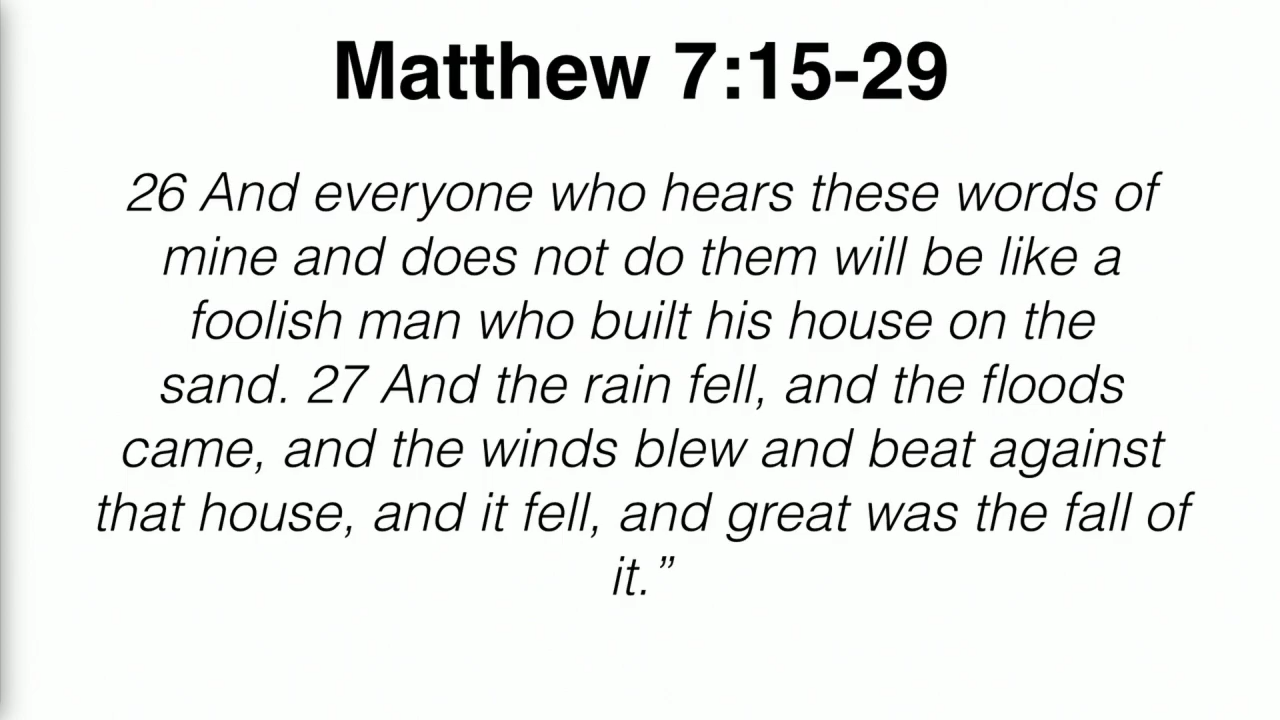 Matthew 7:15-29
26 And everyone who hears these words of
mine and does not do them will be like a
foolish man who built his house on the
sand. 27 And the rain fell, and the floods
came, and the winds blew and beat against
that house, and it fell, and great was the fall of
it.”